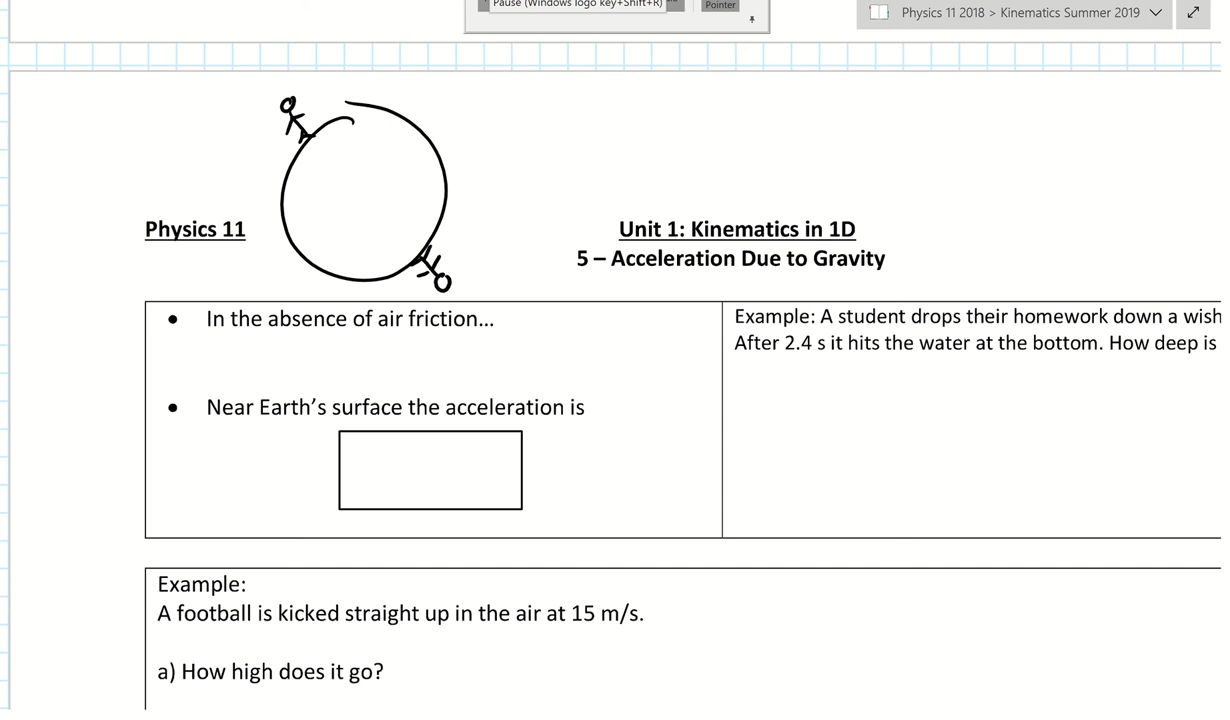 Pause (Windows logo key+Shift+R)
Pointer
Physics 11 2018 > Kinematics Summer 2019
Physics 11
Unit 1: Kinematics in 1D
5 – Acceleration Due to Gravity
• In the absence of air friction...
• Near Earth’s surface the acceleration is
Example: A student drops their homework down a wish
After 2.4 s it hits the water at the bottom. How deep is
Example:
A football is kicked straight up in the air at 15 m/s.
a) How high does it go?